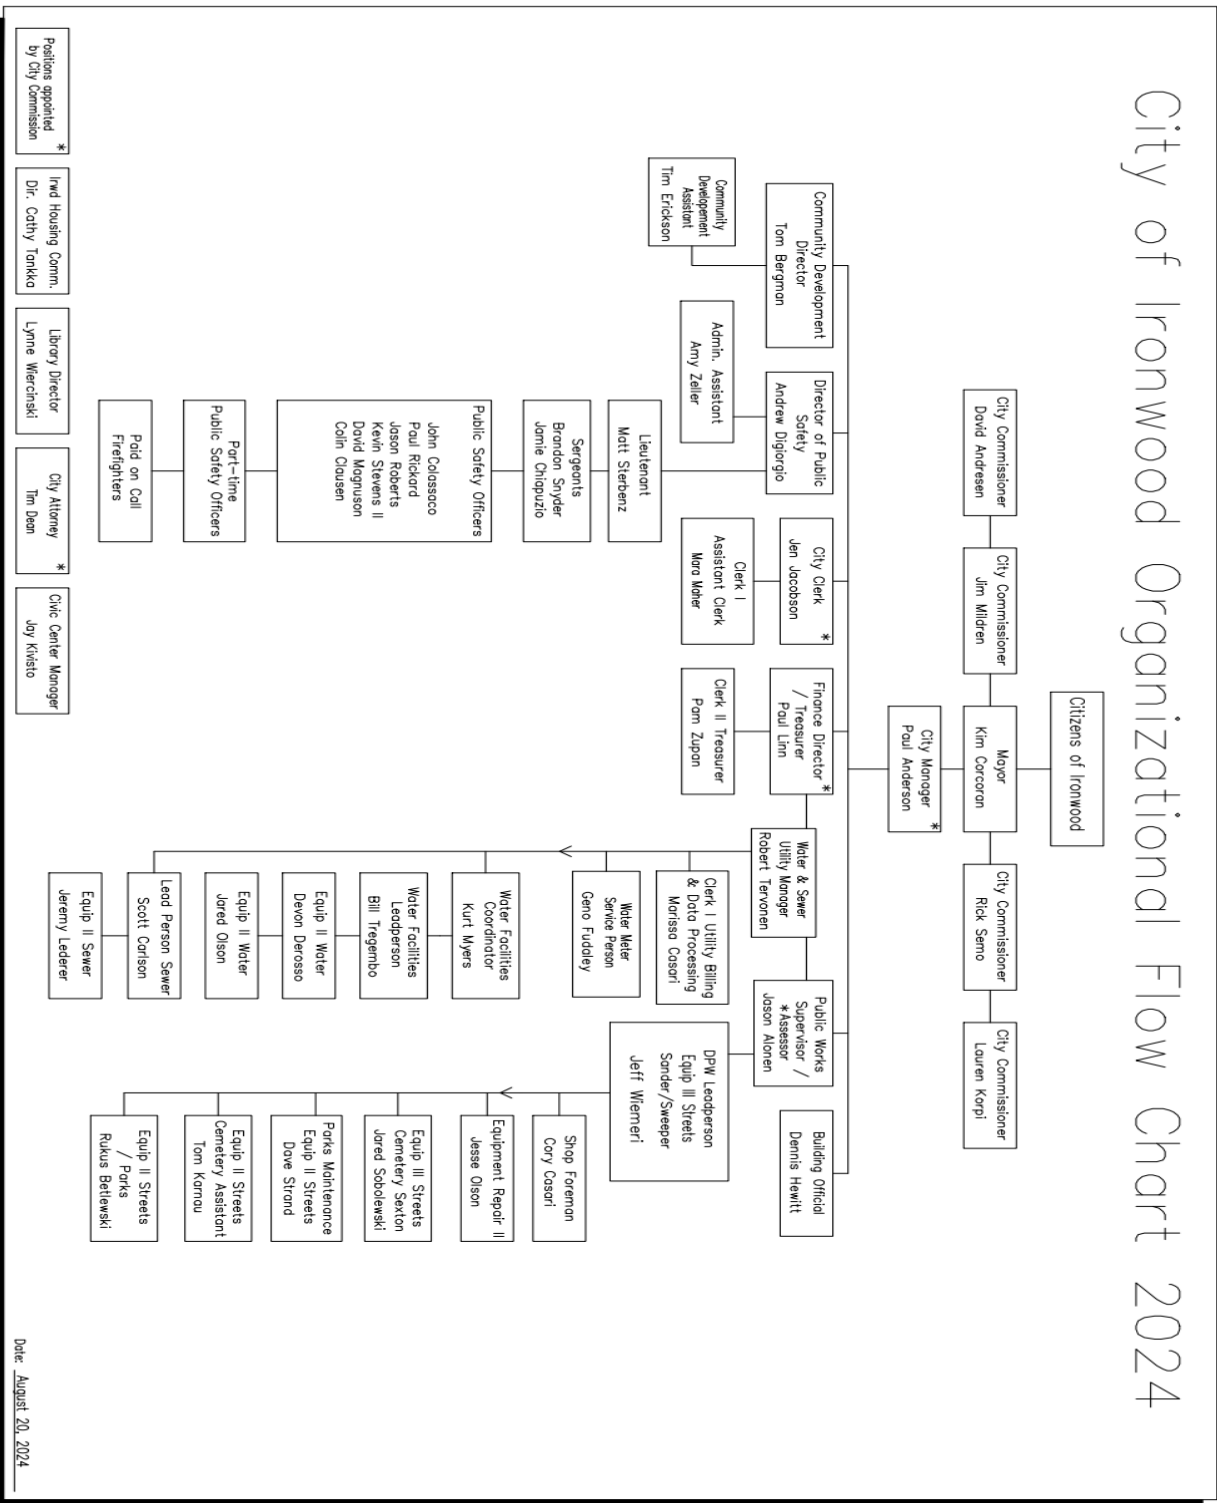 City of Ironwood Organizational Flow Chart 2024
Citizens of Ironwood
City Commissioner
David Andresen
City Commissioner
Jim Mildren
Mayor
Kim Corcoran
City Commissioner
Rick Semo
City Commissioner
Lauren Korpi
City Manager
Paul Anderson
*
Community Development
Director
Tom Bergman
Director of Public
Safety
Andrew Digiorgio
City Clerk
Jen Jacobson
*
Finance Director
/ Treasurer
Paul Linn
*
Water & Sewer
Utility Manager
Robert Tervonen
Public Works
Supervisor /
*Assessor
Jason Alonen
Building Official
Dennis Hewitt
Community
Developement
Assistant
Tim Erickson
Admin. Assistant
Amy Zeller
Clerk I
Assistant Clerk
Mara Maher
Clerk II Treasurer
Pam Zupan
Lieutenant
Matt Sterbenz
Sergeants
Brandon Snyder
Jamie Chiapuzio
Public Safety Officers
John Colassaco
Paul Rickard
Jason Roberts
Kevin Stevens II
David Magnuson
Colin Clausen
Part-time
Public Safety Officers
Paid on Call
Firefighters
Clerk I Utility Billing
& Data Processing
Marissa Casari
Water Meter
Service Person
Geno Fudaley
Water Facilities
Coordinator
Kurt Myers
Water Facilities
Leadperson
Bill Tregembo
Equip II Water
Devon Derosso
Equip II Water
Jared Olson
Lead Person Sewer
Scott Carlson
Equip II Sewer
Jeremy Lederer
DPW Leadperson
Equip III Streets
Sander/Sweeper
Jeff Wiemeri
Shop Foreman
Cory Casari
Equipment Repair II
Jesse Olson
Equip III Streets
Cemetery Sexton
Jared Sobolewski
Parks Maintenance
Equip II Streets
Dave Strand
Equip II Streets
Cemetery Assistant
Tom Karnau
Equip II Streets
/ Parks
Rukus Betlewski
Positions appointed
by City Commission
*
Irwd Housing Comm.
Dir. Cathy Tankka
Library Director
Lynne Wiercinski
City Attorney
Tim Dean
*
Civic Center Manager
Jay Kivisto
Date: August 20, 2024